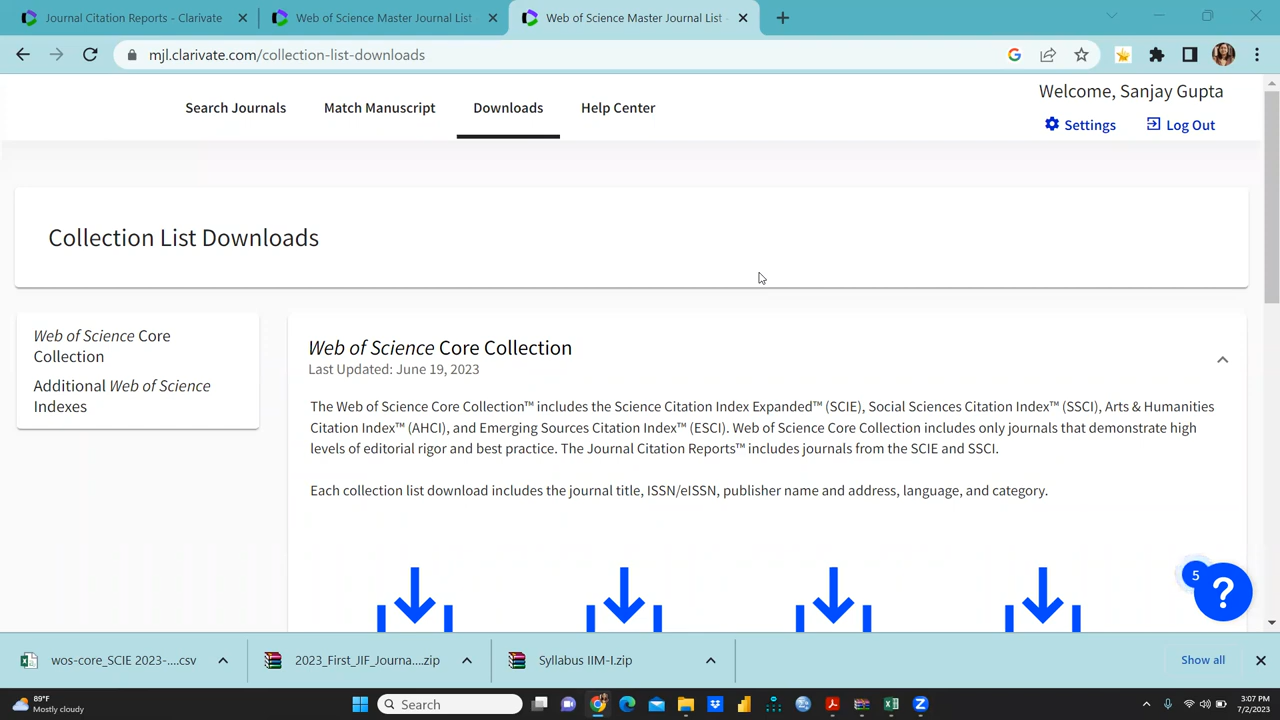 Journal Citation Reports - Clarivate
Web of Science Master Journal List
Web of Science Master Journal List
mjl.clarivate.com/collection-list-downloads
Search Journals
Match Manuscript
Downloads
Help Center
Welcome, Sanjay Gupta
Settings
Log Out
Collection List Downloads
Web of Science Core
Collection
Additional Web of Science
Indexes
Web of Science Core Collection
Last Updated: June 19, 2023
The Web of Science Core Collection™ includes the Science Citation Index Expanded™ (SCIE), Social Sciences Citation Index™ (SSCI), Arts & Humanities
Citation Index™ (AHCI), and Emerging Sources Citation Index™ (ESCI). Web of Science Core Collection includes only journals that demonstrate high
levels of editorial rigor and best practice. The Journal Citation Reports™ includes journals from the SCIE and SSCI.
Each collection list download includes the journal title, ISSN/eISSN, publisher name and address, language, and category.
5
?
wos-core_SCIE 2023-....csv
2023_First_JIF_Journa....zip
Syllabus IIM-I.zip
Show all
89°F
Mostly cloudy
Search
3:07 PM
7/2/2023